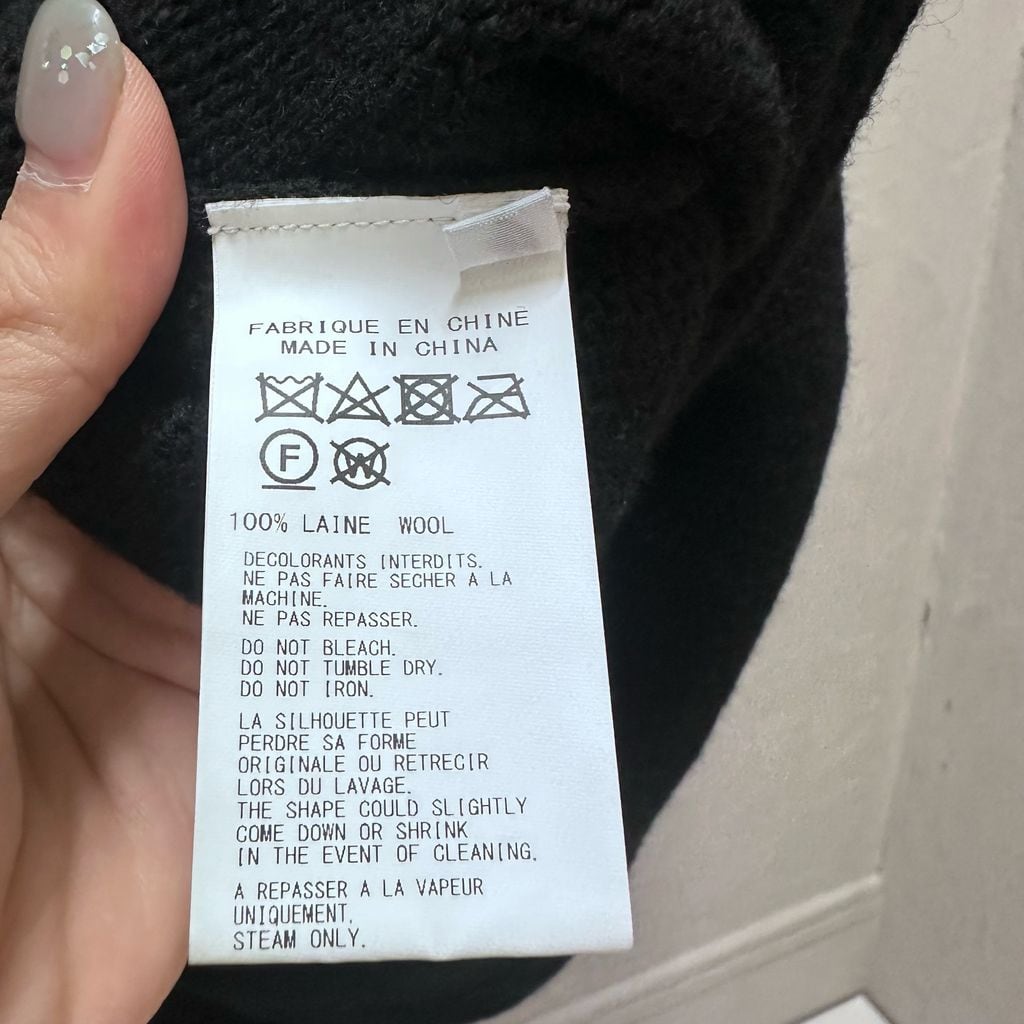 FABRIQUE EN CHINE
MADE IN CHINA
F W
100% LAINE WOOL
DECOLORANTS INTERDITS.
NE PAS FAIRE SECHER A LA
MACHINE.
NE PAS REPASSER.
DO NOT BLEACH.
DO NOT TUMBLE DRY.
DO NOT IRON.
LA SILHOUETTE PEUT
PERDRE SA FORME
ORIGINALE OU RETRECIR
LORS DU LAVAGE.
THE SHAPE COULD SLIGHTLY
COME DOWN OR SHRINK
IN THE EVENT OF CLEANING.
A REPASSER A LA VAPEUR
UNIQUEMENT.
STEAM ONLY.